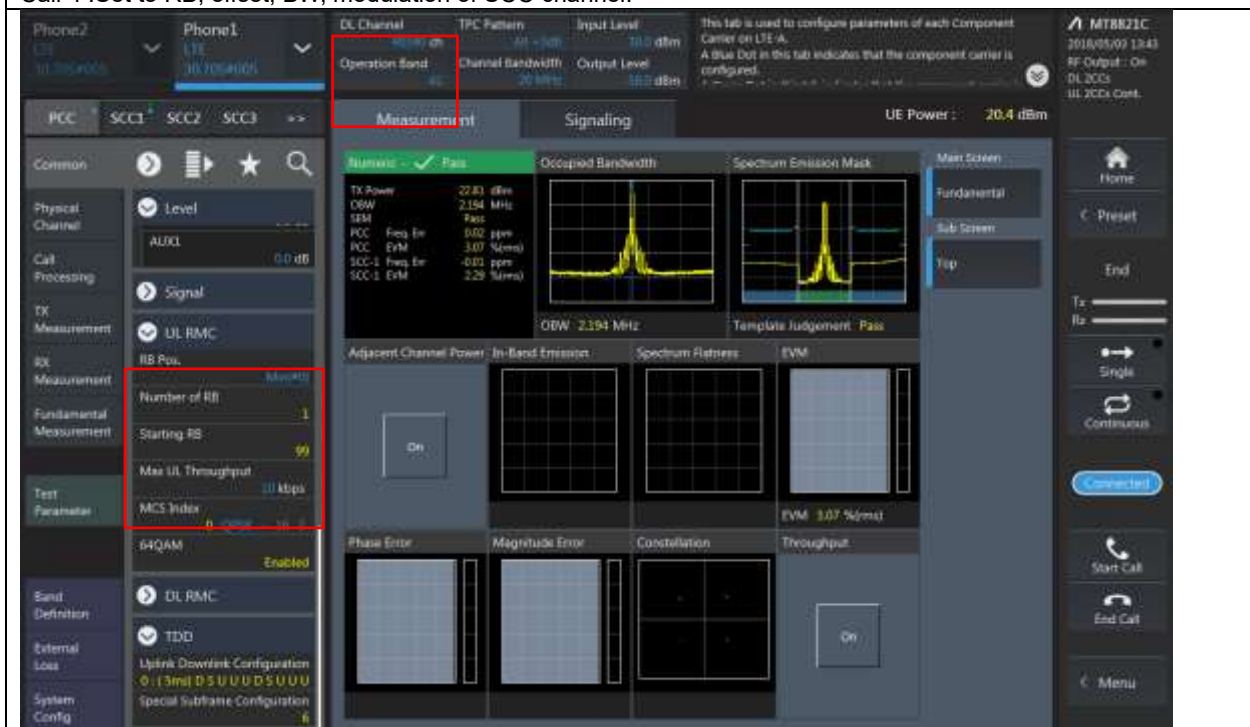 Phone2
Phone1
LTE
LTE
DL Channel
TPC Pattern
Input Level
dBm
Operation Band
Channel Bandwidth
Output Level
dBm
This tab is used to configure parameters of each Component
Carrier on LTE-A.
A Blue Dot in this tab indicates that the component carrier is
configured.
MT8821C
2018/05/02 13:43
RF Output : On
DL 2CCs
UL 2CCs Cont.
PCC SCC1 SCC2 SCC3 >>
Measurement
Signaling
UE Power : 20.4 dBm
Common
Physical
Channel
Call
Processing
TX
Measurement
RX
Measurement
Fundamental
Measurement
Test
Parameter
Band
Definition
External
Loss
System
Config
Level
AUX1
0.0 dB
Signal
UL RMC
RB Pos.
Number of RB
1
Starting RB
99
Max UL Throughput
10 kbps
MCS Index
64QAM
Enabled
DL RMC
TDD
Uplink Downlink Configuration
0 : (5ms) D S U U U D S U U U
Special Subframe Configuration
6
Numeric - Pass
TX Power 22.81 dBm
OBW 2.194 MHz
SEM Pass
PCC Freq. Err 0.02 ppm
PCC EVM 3.07 %(rms)
SCC-1 Freq. Err -0.01 ppm
SCC-1 EVM 2.29 %(rms)
Occupied Bandwidth
OBW 2.194 MHz
Spectrum Emission Mask
Template Judgement Pass
Adjacent Channel Power
On
In-Band Emission
Spectrum Flatness
EVM
EVM 3.07 %(rms)
Phase Error
Magnitude Error
Constellation
Throughput
On
Main Screen
Fundamental
Sub Screen
Top
Home
< Preset
End
Tx
Rx
Single
Continuous
Connected
Start Call
End Call
< Menu